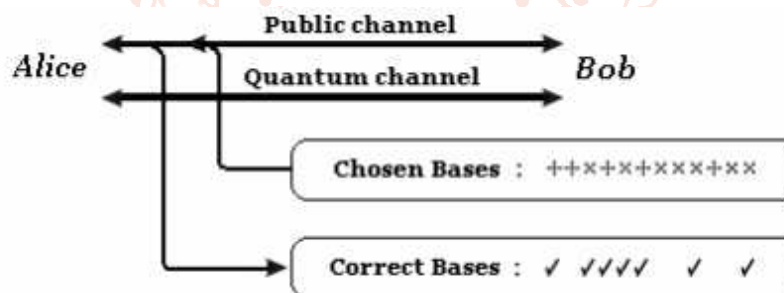 Public channel
Alice Bob
Quantum channel
Chosen Bases : ++×+×+×××+××
Correct Bases : ✓ ✓✓✓✓ ✓ ✓